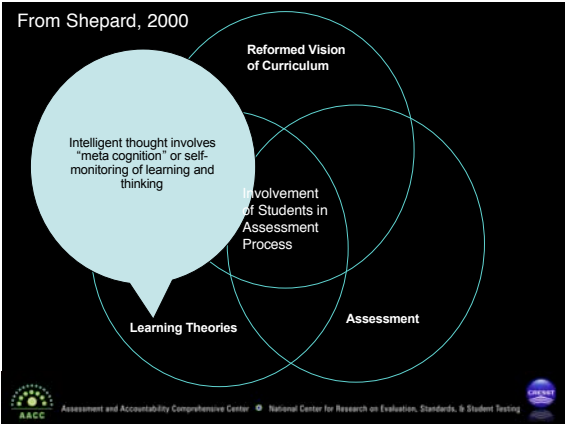 From Shepard, 2000
Reformed Vision
of Curriculum
Intelligent thought involves
“meta cognition” or self-
monitoring of learning and
thinking
Involvement
of Students in
Assessment
Process
Learning Theories
Assessment
AACC
Assessment and Accountability Comprehensive Center
National Center for Research on Evaluation, Standards, & Student Testing
CRESST